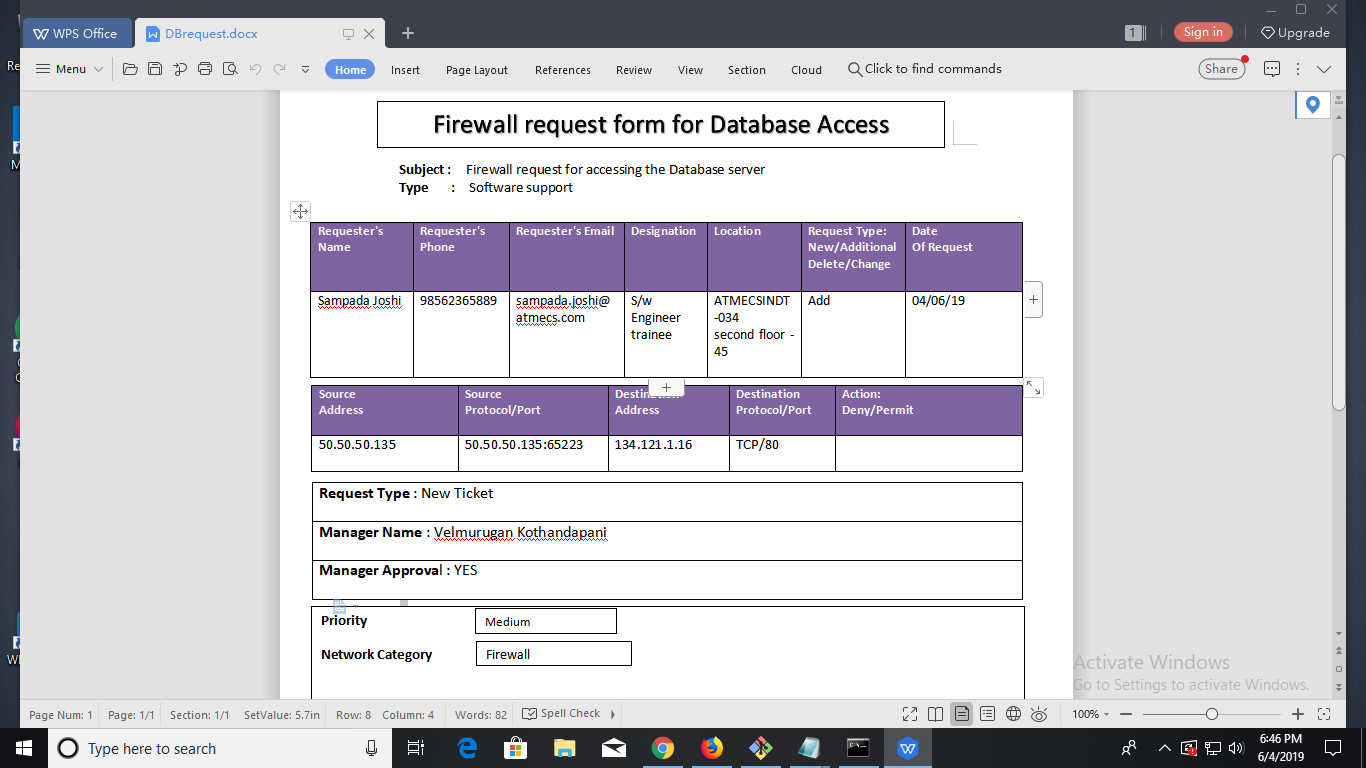 WPS Office
DBrequest.docx
1
Sign in
Upgrade
Menu
Home
Insert
Page Layout
References
Review
View
Section
Cloud
Click to find commands
Share
Firewall request form for Database Access
Subject : Firewall request for accessing the Database server
Type : Software support
Requester's Name
Requester's Phone
Requester's Email
Designation
Location
Request Type: New/Additional Delete/Change
Date Of Request
Sampada Joshi
98562365889
sampada.joshi@
atmecs.com
S/w
Engineer
trainee
ATMECSINDT
-034
second floor -
45
Add
04/06/19
Source
Address
Source
Protocol/Port
Address
Destination
Protocol/Port
Action:
Deny/Permit
50.50.50.135
50.50.50.135:65223
134.121.1.16
TCP/80
Request Type : New Ticket
Manager Name : Velmurugan Kothandapani
Manager Approval : YES
Priority
Medium
Network Category
Firewall
Activate Windows
Go to Settings to activate Windows.
Page Num: 1
Page: 1/1
Section: 1/1
SetValue: 5.7in
Row: 8
Column: 4
Words: 82
Spell Check
100%
Type here to search
6:46 PM
6/4/2019